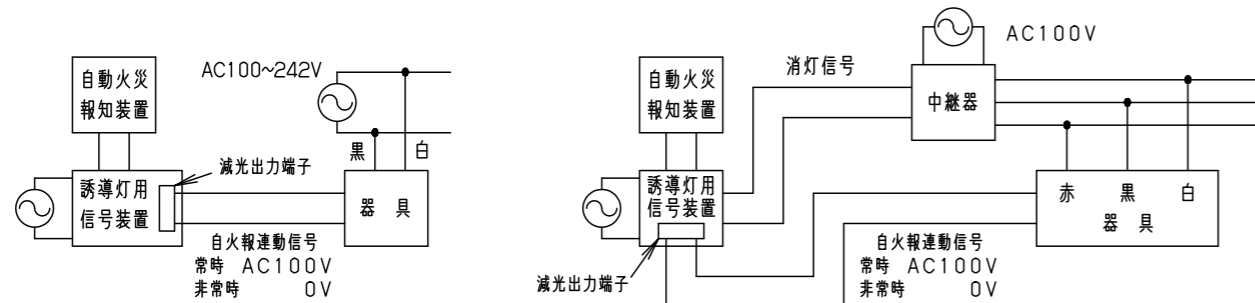 自動火災
報知装置
AC100~242V
黒 白
減光出力端子
誘導灯用
信号装置
器 具
自火報連動信号
常時 AC100V
非常時 0V
自動火災
報知装置
消灯信号
AC100V
中継器
誘導灯用
信号装置
赤 黒 白
器 具
減光出力端子
自火報連動信号
常時 AC100V
非常時 0V